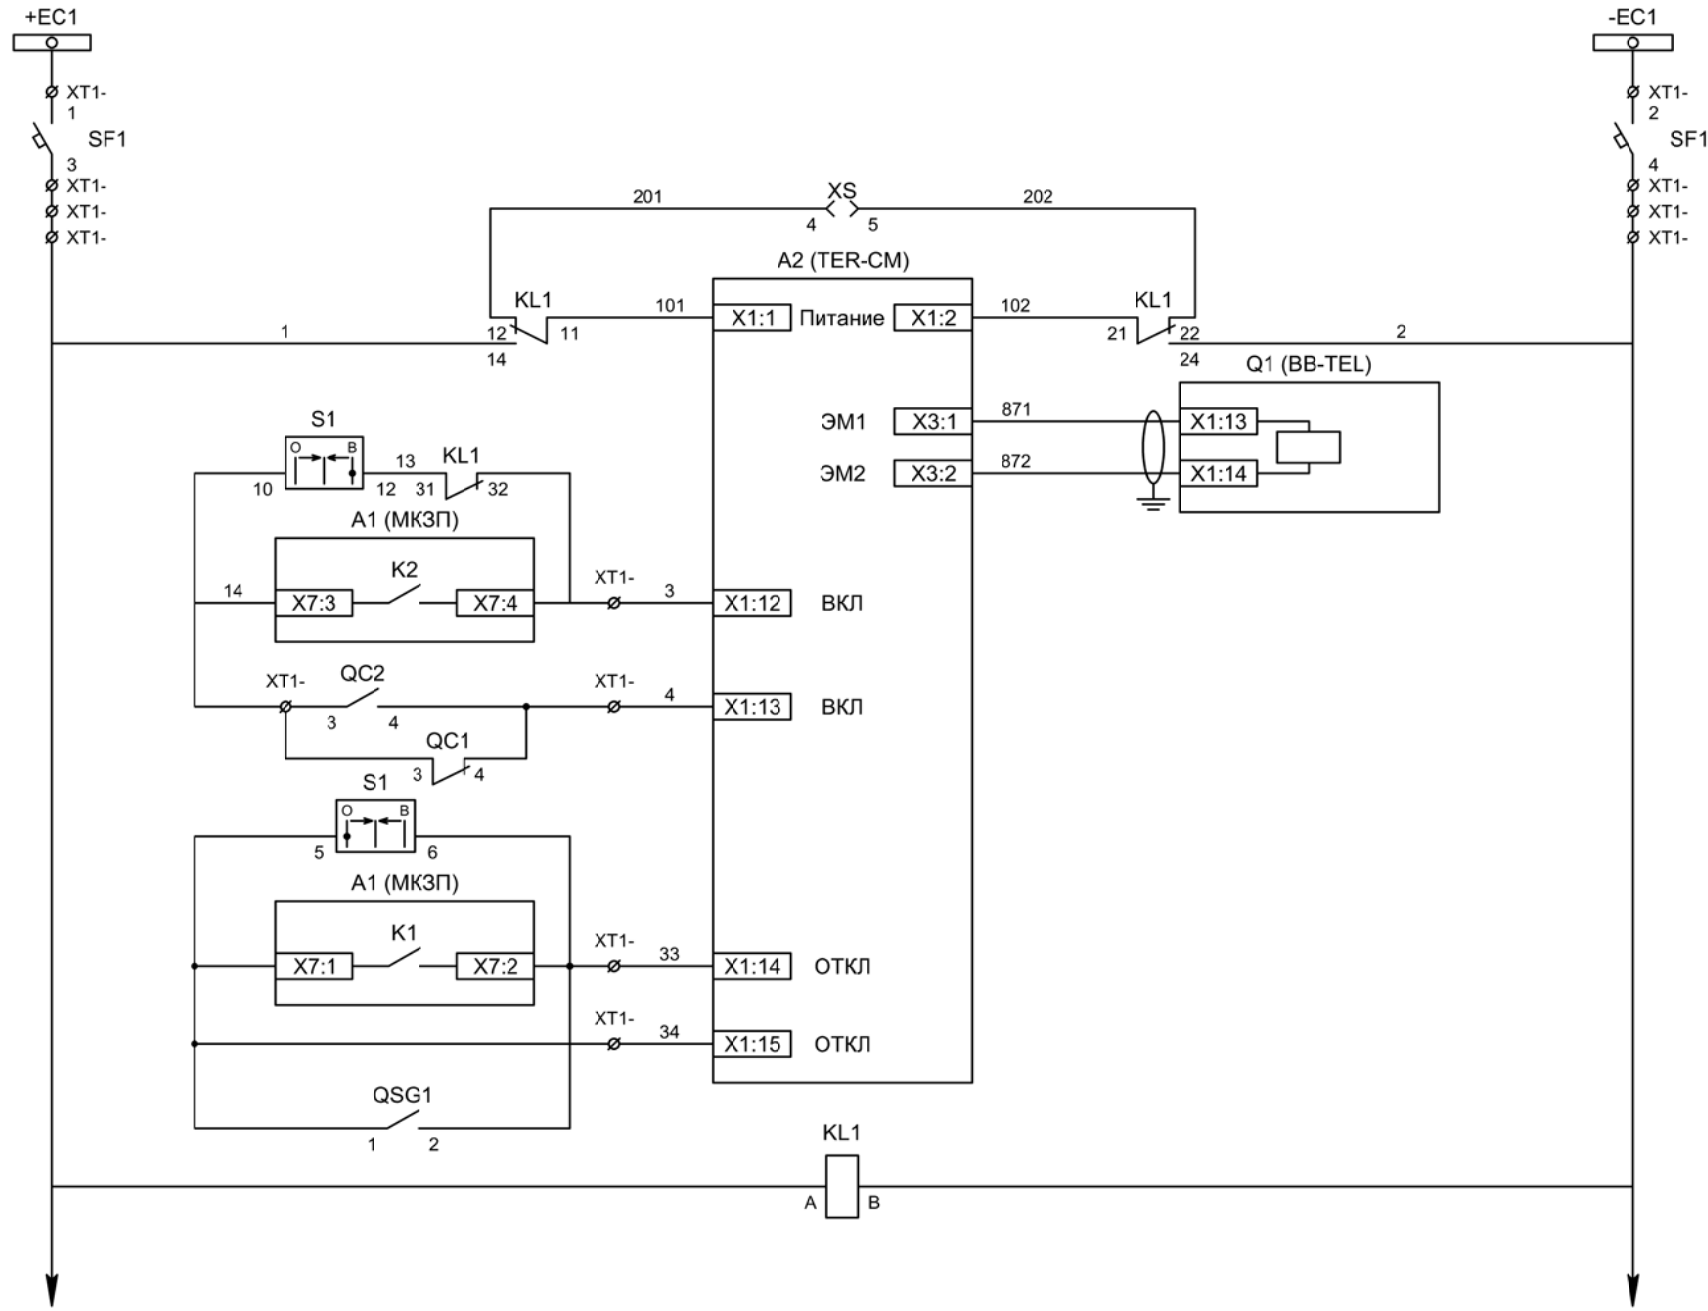 +EC1 -EC1
XT1- XT1-
1 2
SF1 SF1
3 4
XT1- XT1-
XT1- XT1-
XT1- XT1-
201 XS 202
4 5
A2 (TER-CM)
KL1 101 X1:1 Питание X1:2 102 KL1
1 12 11 21 22 2
14 24
Q1 (BB-TEL)
S1 ЭМ1 X3:1 871 X1:13
О В 13 KL1
10 12 31 32 ЭМ2 X3:2 872 X1:14
A1 (МКЗП)
K2 XT1-
14 X7:3 X7:4 3 X1:12 ВКЛ
XT1- QC2 XT1-
3 4 4 X1:13 ВКЛ
QC1
3 4
S1
О В
5 6
A1 (МКЗП)
K1 XT1-
X7:1 X7:2 33 X1:14 ОТКЛ
XT1-
34 X1:15 ОТКЛ
QSG1
1 2
KL1
A B